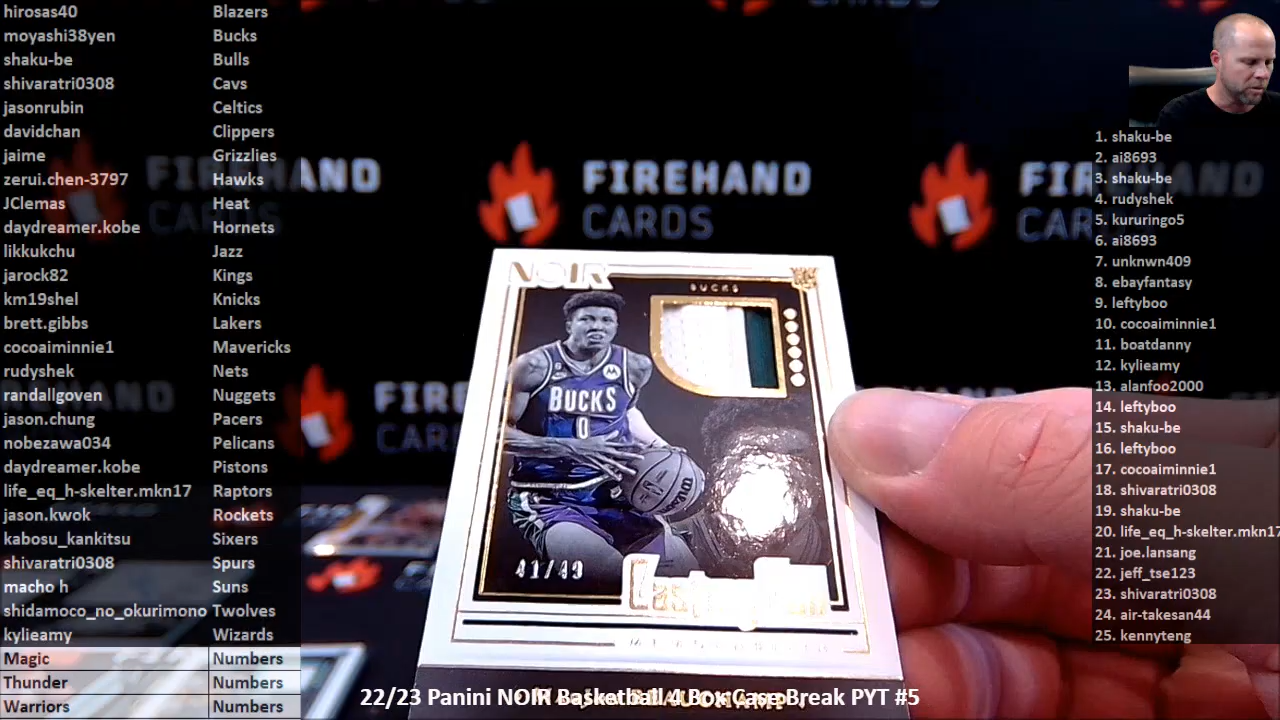 hirosas40 Blazers
moyashi38yen Bucks
shaku-be Bulls
shivaratri0308 Cavs
jasonrubin Celtics
davidchan Clippers
jaime Grizzlies
zerui.chen-3797 Hawks
JClemas Heat
daydreamer.kobe Hornets
likkukchu Jazz
jarock82 Kings
km19shel Knicks
brett.gibbs Lakers
cocoaiminnie1 Mavericks
rudyshek Nets
randallgoven Nuggets
jason.chung Pacers
nobezawa034 Pelicans
daydreamer.kobe Pistons
life_eq_h-skelter.mkn17 Raptors
jason.kwok Rockets
kabosu_kankitsu Sixers
shivaratri0308 Spurs
macho h Suns
shidamoco_no_okurimono Twolves
kylieamy Wizards
Magic Numbers
Thunder Numbers
Warriors Numbers
FIREHAND
CARDS
FIREHAND
CARDS
NOIR
BUCKS
BUCKS
0
41/49
22/23 Panini NOIR Basketball 4 Box Case Break PYT #5
1. shaku-be
2. ai8693
3. shaku-be
4. rudyshek
5. kururingo5
6. ai8693
7. unknwn409
8. ebayfantasy
9. leftyboo
10. cocoaiminnie1
11. boatdanny
12. kylieamy
13. alanfoo2000
14. leftyboo
15. shaku-be
16. leftyboo
17. cocoaiminnie1
18. shivaratri0308
19. shaku-be
20. life_eq_h-skelter.mkn17
21. joe.lansang
22. jeff_tse123
23. shivaratri0308
24. air-takesan44
25. kennyteng